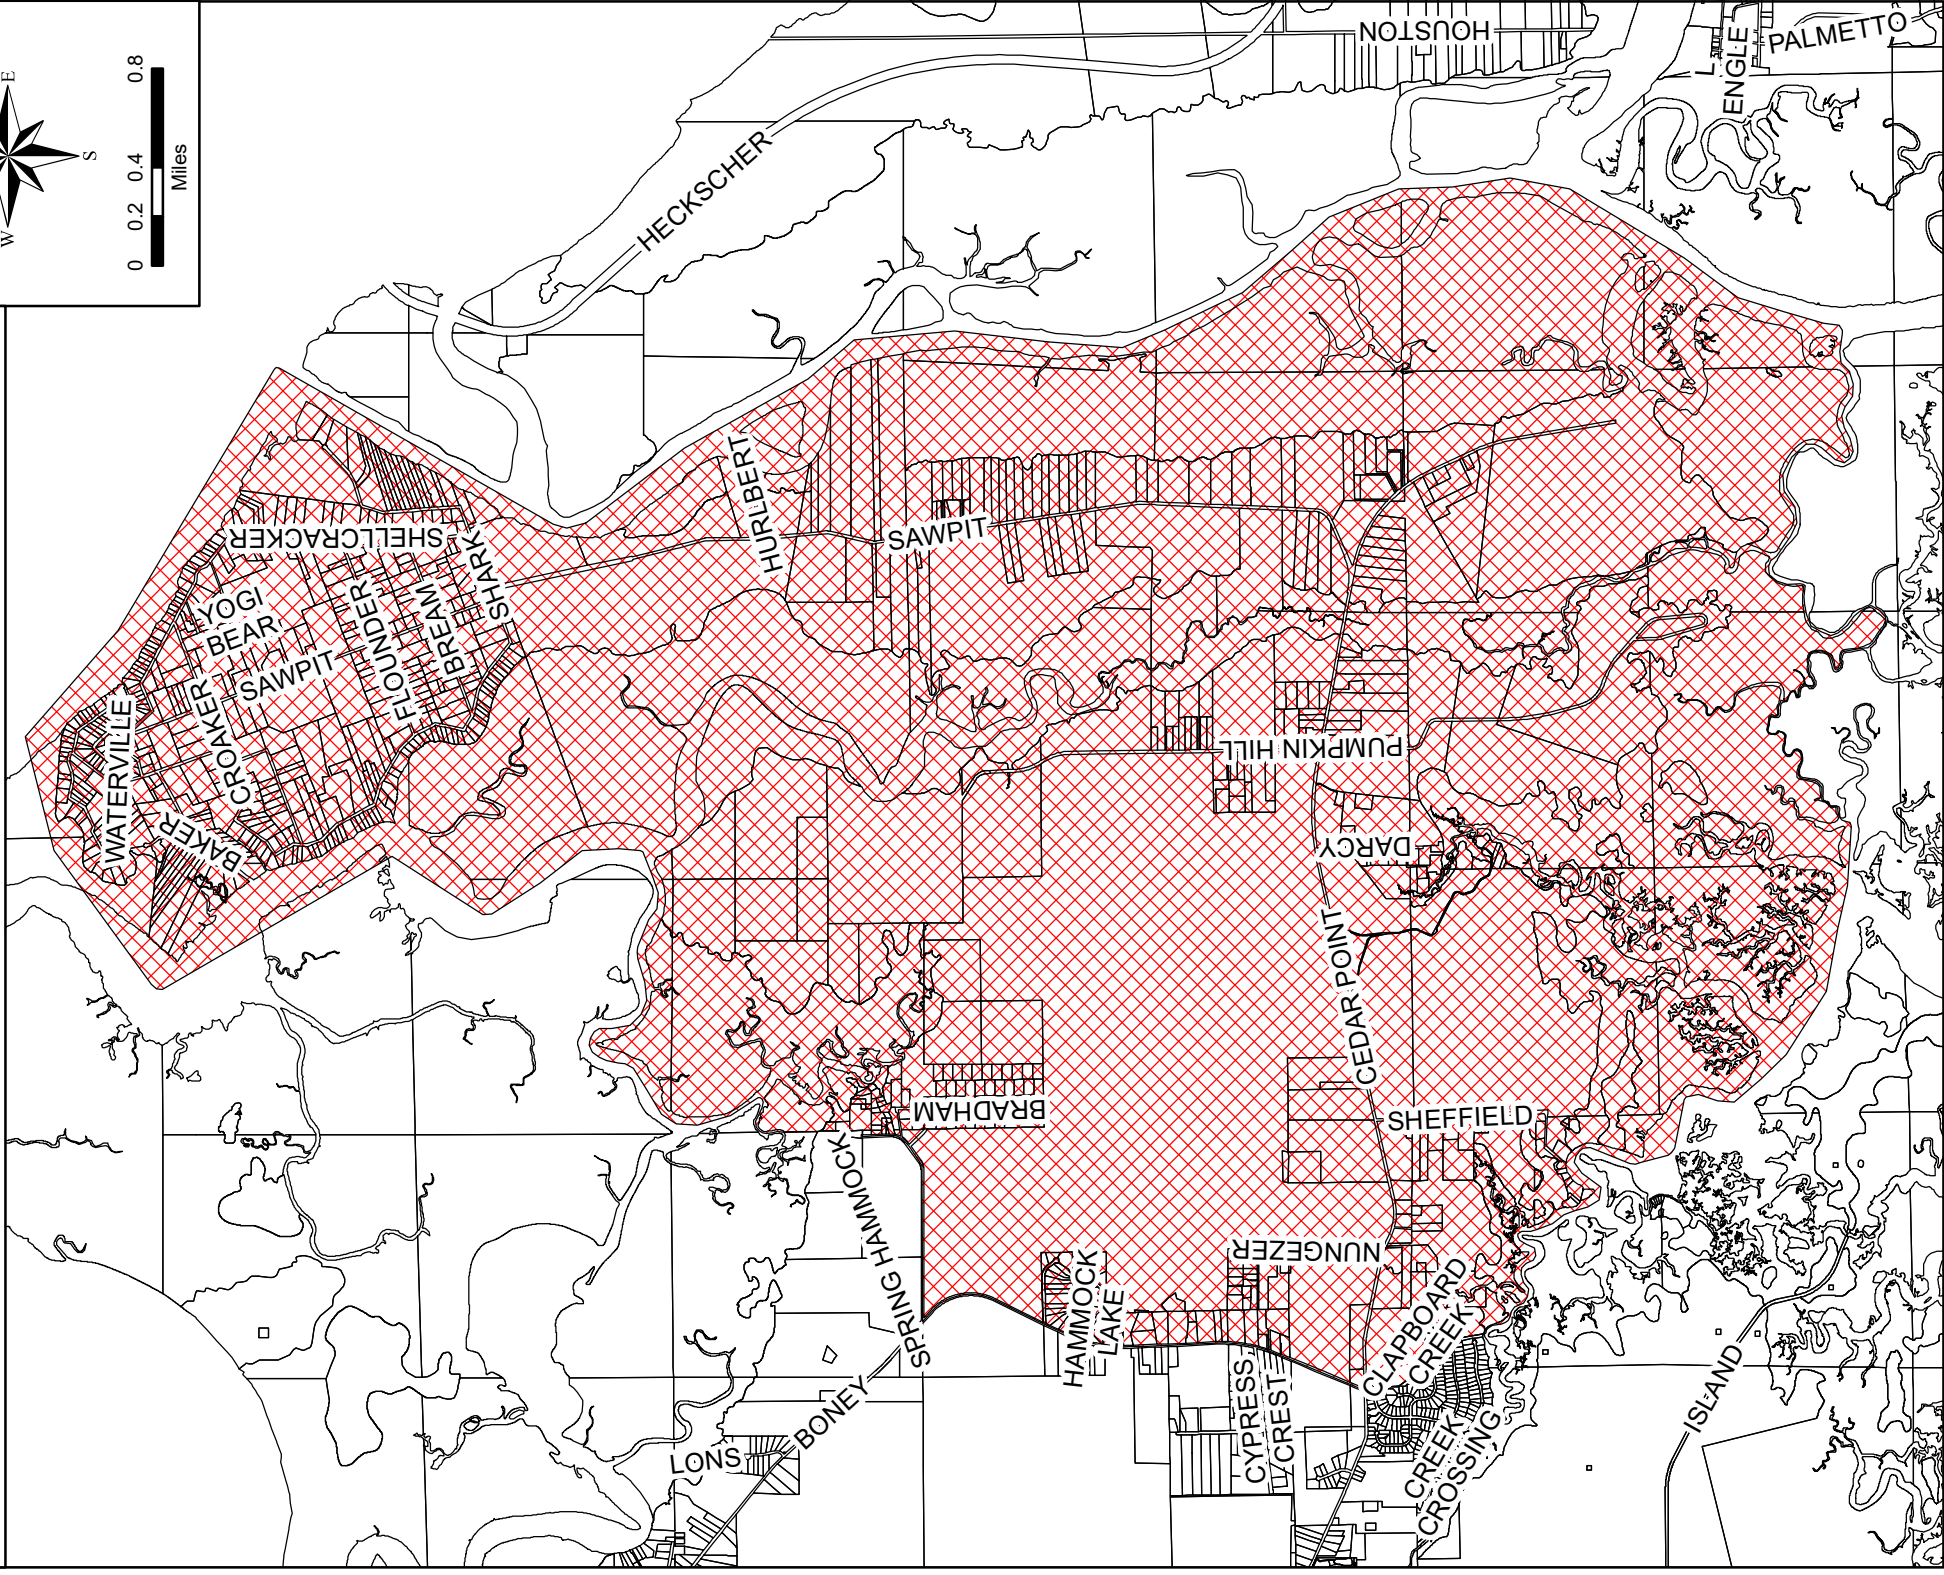 E
S
W
0
0.2
0.4
0.8
Miles
HOUSTON
L
ENGLE
PALMETTO
HECKSCHER
SHELLCRACKER
SHARK
HURLBERT
SAWPIT
YOGI
BEAR
SAWPIT
FLOUNDER
BREAM
WATERVILLE
CROAKER
BAKER
PUMPKIN HILL
DARCY
CEDAR POINT
BRADHAM
SHEFFIELD
SPRING HAMMOCK
NUNGEZER
HAMMOCK
LAKE
CLAPBOARD
CREEK
CYPRESS
CREST
BONEY
LONS
CREEK
CROSSING
ISLAND